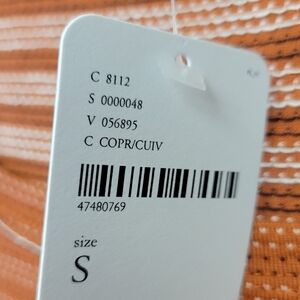 C 8112
S 0000048
V 056895
C COPR/CUIV
47480769
size
S